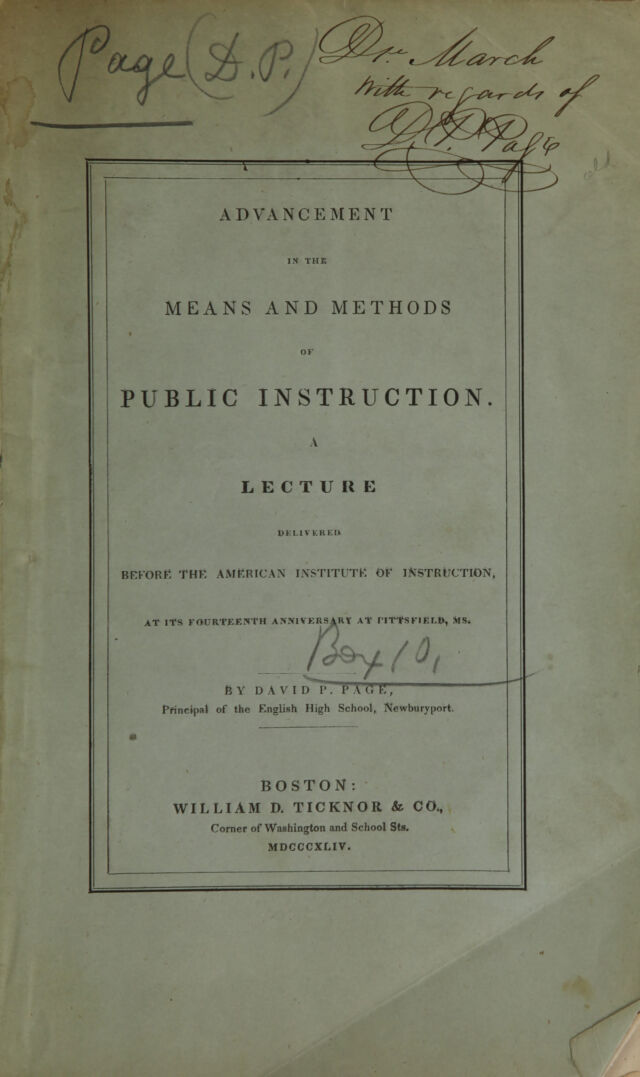 Page (D. P.)
Dr. March
With regards of
D. P. Page
old
ADVANCEMENT
IN THE
MEANS AND METHODS
OF
PUBLIC INSTRUCTION.
A
LECTURE
DELIVERED
BEFORE THE AMERICAN INSTITUTE OF INSTRUCTION,
AT ITS FOURTEENTH ANNIVERSARY AT PITTSFIELD, MS.
Box 10,
BY DAVID P. PAGE,
Principal of the English High School, Newburyport.
BOSTON:
WILLIAM D. TICKNOR & CO.,
Corner of Washington and School Sts.
MDCCCXLIV.